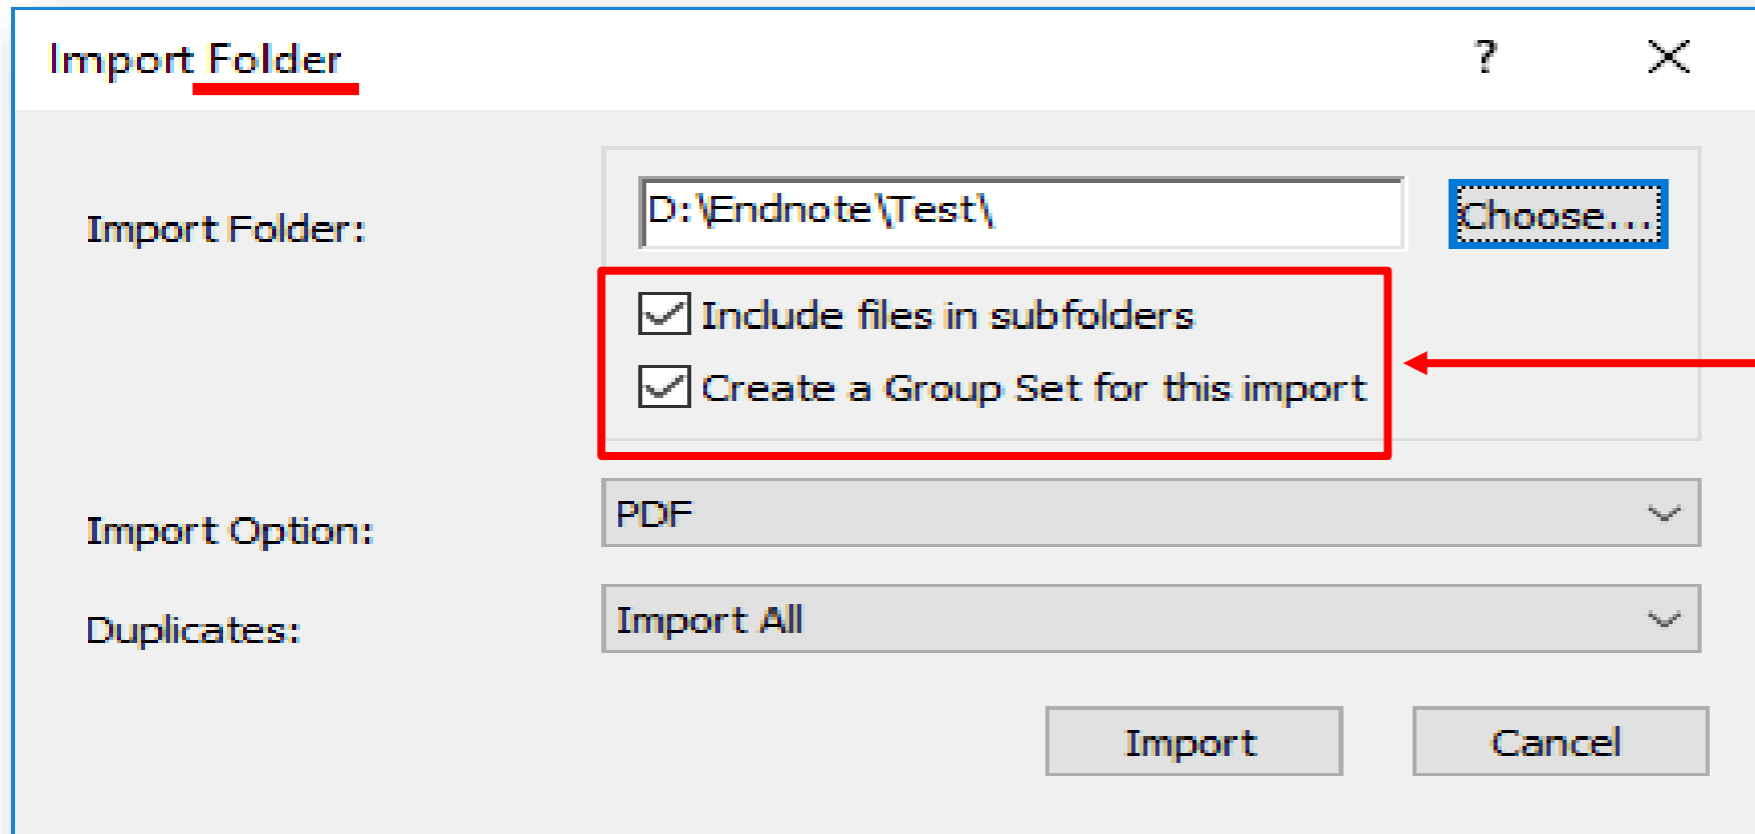 Import Folder
?
Import Folder:
D:\Endnote\Test\
Choose...
Include files in subfolders
Create a Group Set for this import
Import Option:
PDF
Duplicates:
Import All
Import
Cancel